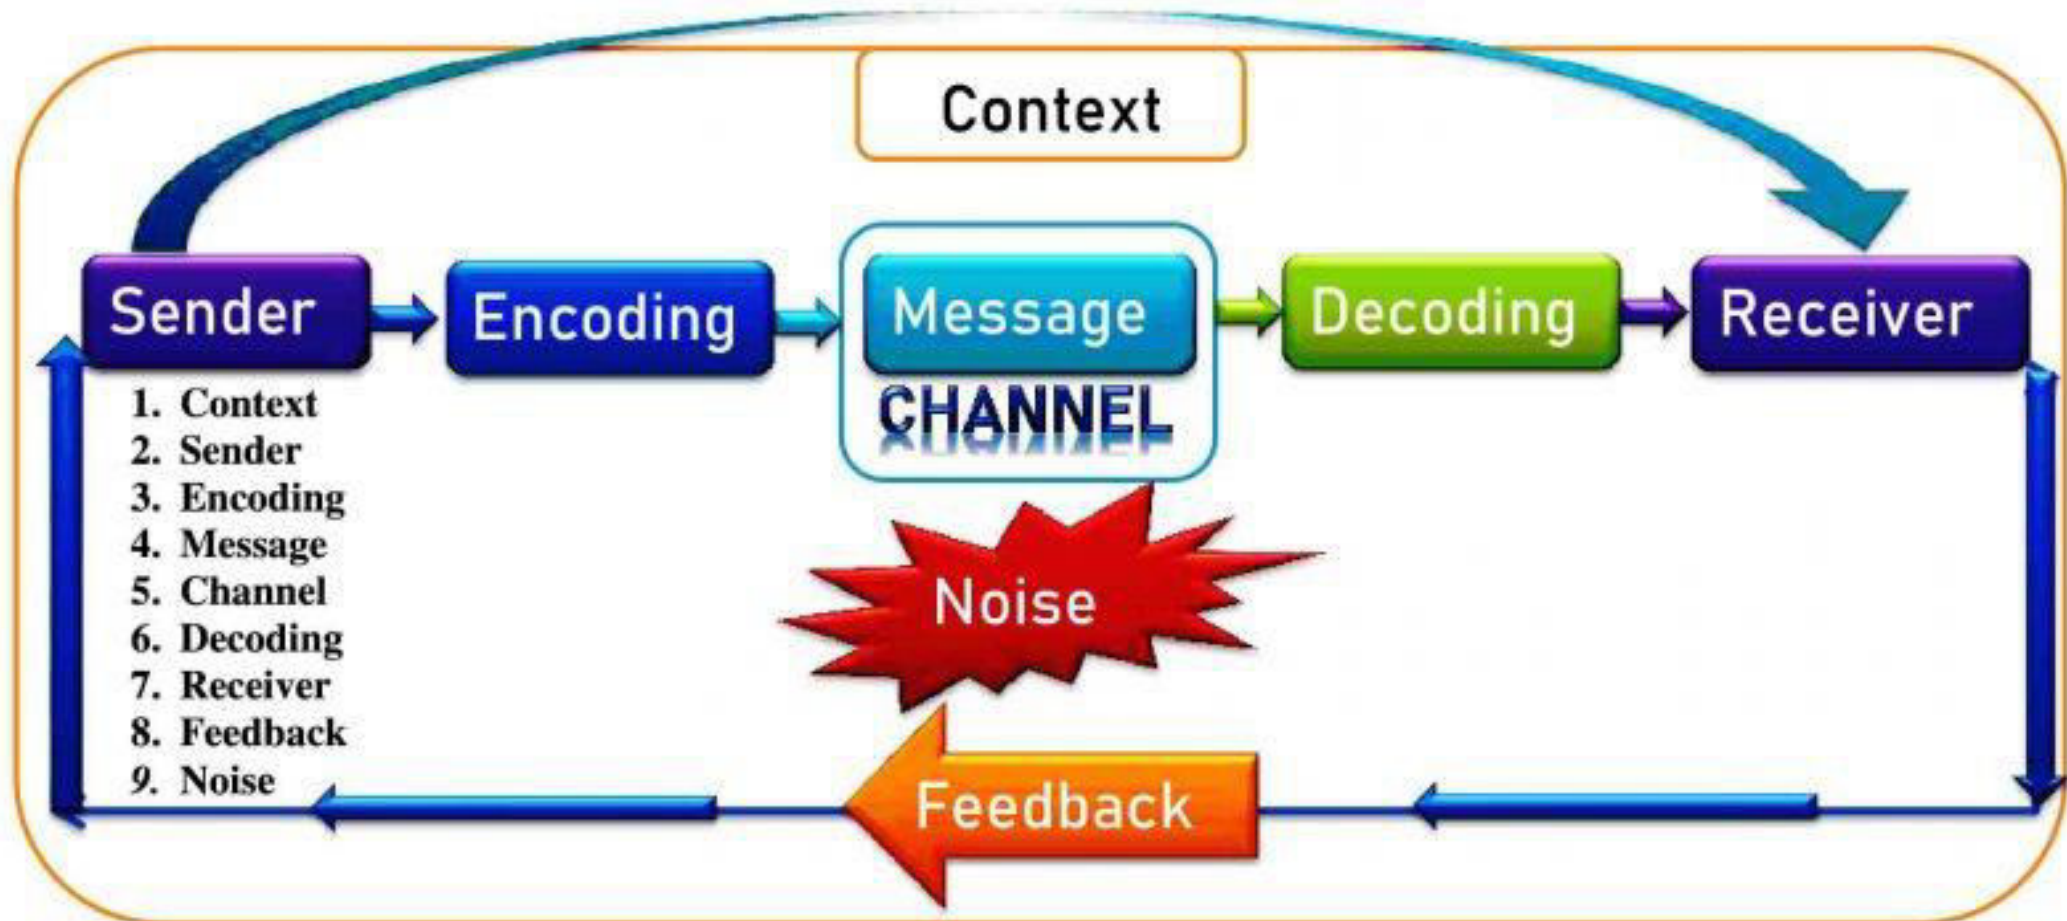 Context
Sender
Encoding
Message
CHANNEL
Decoding
Receiver
1. Context
2. Sender
3. Encoding
4. Message
5. Channel
6. Decoding
7. Receiver
8. Feedback
9. Noise
Noise
Feedback